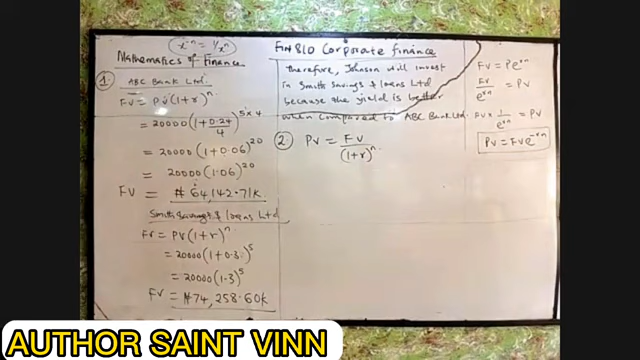 x⁻ⁿ = 1/xⁿ
FIN 810 Corporate finance
Mathematics of Finance
1.
ABC Bank Ltd.
FV = PV(1+r)ⁿ
= 20000(1+0.24/4)⁵ˣ⁴
= 20000(1+0.06)²⁰
= 20000(1.06)²⁰
FV = ₦64,142.71k
Smith savings & loans Ltd
FV = PV(1+r)ⁿ
= 20000(1+0.3)⁵
= 20000(1.3)⁵
FV = ₦74,258.60k
therefore, Johnson will invest
in Smith Savings & loans Ltd
because the yield is better
when compared to ABC Bank Ltd.
2. PV = FV/(1+r)ⁿ
FV = Pe^rn
FV/e^rn = PV
FV x 1/e^rn = PV
PV = FVe^-rn
AUTHOR SAINT VINN